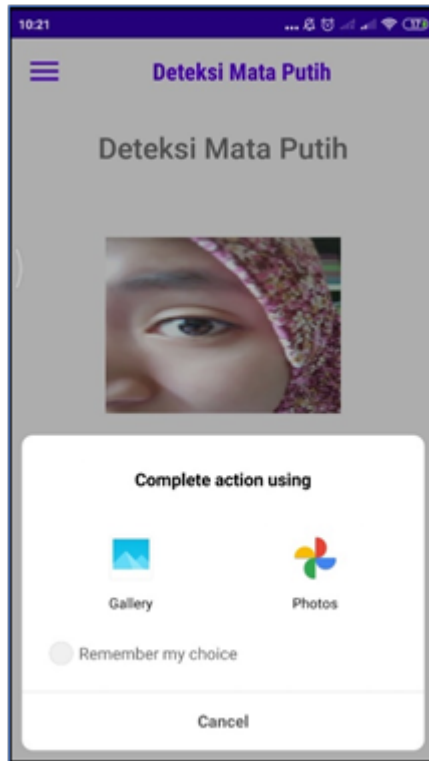 10:21
Deteksi Mata Putih
Deteksi Mata Putih
Complete action using
Gallery Photos
Remember my choice
Cancel